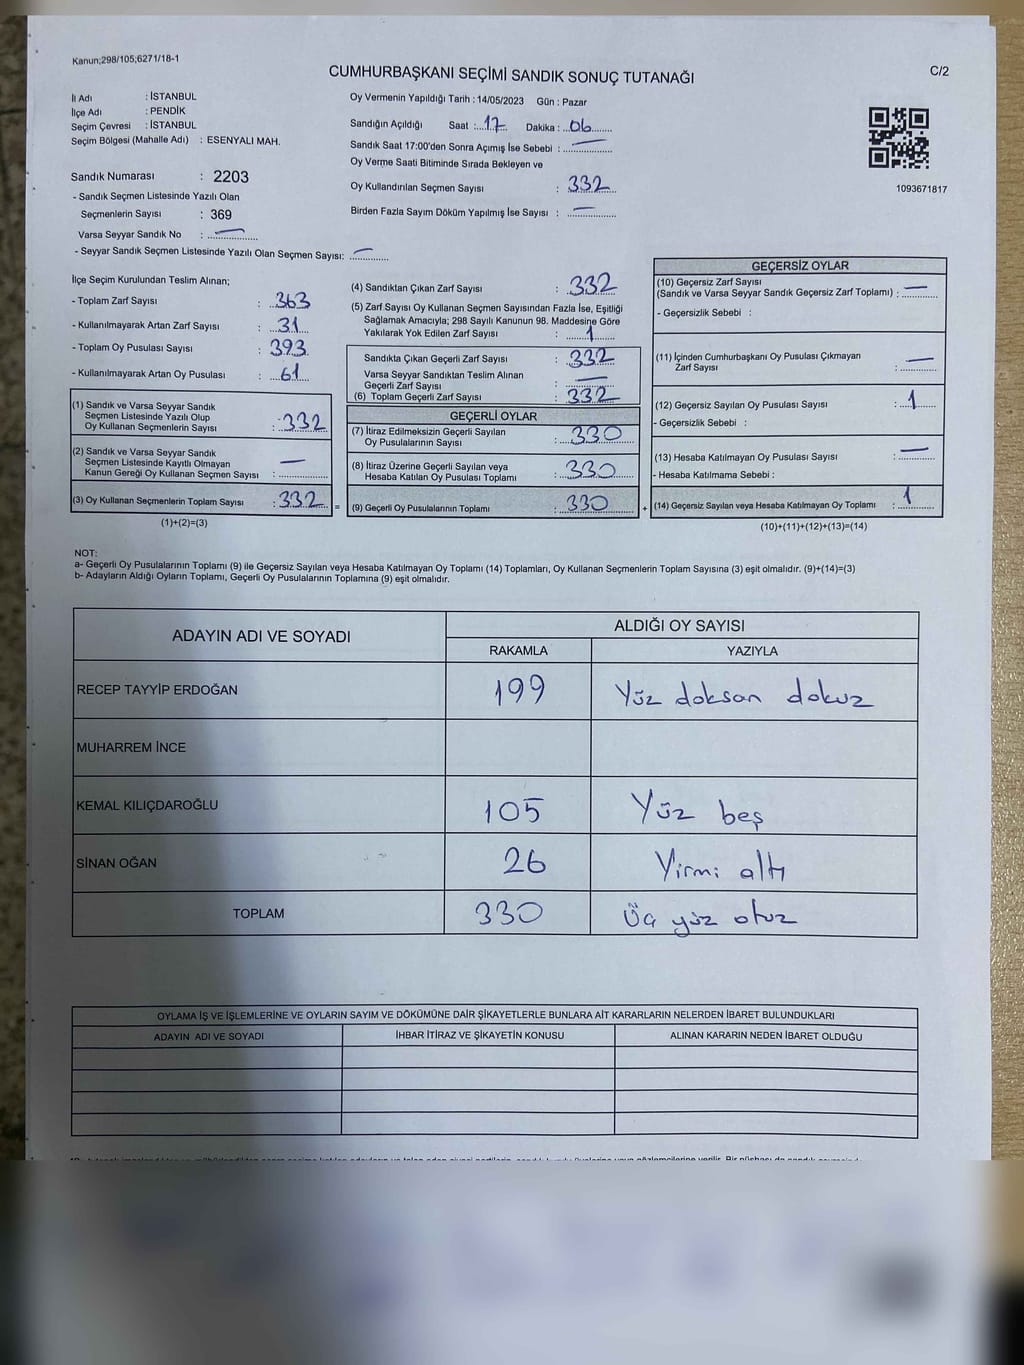 Kanun;298/105;6271/18-1
CUMHURBAŞKANI SEÇİMİ SANDIK SONUÇ TUTANAĞI
C/2
İl Adı : İSTANBUL
İlçe Adı : PENDİK
Seçim Çevresi : İSTANBUL
Seçim Bölgesi (Mahalle Adı) : ESENYALI MAH.
Sandık Numarası : 2203
- Sandık Seçmen Listesinde Yazılı Olan
Seçmenlerin Sayısı : 369
Varsa Seyyar Sandık No : —
- Seyyar Sandık Seçmen Listesinde Yazılı Olan Seçmen Sayısı: —
Oy Vermenin Yapıldığı Tarih : 14/05/2023 Gün : Pazar
Sandığın Açıldığı Saat : 17 Dakika : 06
Sandık Saat 17:00'den Sonra Açımış İse Sebebi : —
Oy Verme Saati Bitiminde Sırada Bekleyen ve
Oy Kullandırılan Seçmen Sayısı : 332
Birden Fazla Sayım Döküm Yapılmış İse Sayısı : —
1093671817
İlçe Seçim Kurulundan Teslim Alınan;
- Toplam Zarf Sayısı : 363
- Kullanılmayarak Artan Zarf Sayısı : 31
- Toplam Oy Pusulası Sayısı : 393
- Kullanılmayarak Artan Oy Pusulası : 61
(1) Sandık ve Varsa Seyyar Sandık
Seçmen Listesinde Yazılı Olup
Oy Kullanan Seçmenlerin Sayısı : 332
(2) Sandık ve Varsa Seyyar Sandık
Seçmen Listesinde Kayıtlı Olmayan
Kanun Gereği Oy Kullanan Seçmen Sayısı : —
(3) Oy Kullanan Seçmenlerin Toplam Sayısı : 332 =
(1)+(2)=(3)
(4) Sandıktan Çıkan Zarf Sayısı : 332
(5) Zarf Sayısı Oy Kullanan Seçmen Sayısından Fazla İse, Eşitliği
Sağlamak Amacıyla; 298 Sayılı Kanunun 98. Maddesine Göre
Yakılarak Yok Edilen Zarf Sayısı : 1
Sandıkta Çıkan Geçerli Zarf Sayısı : 332
Varsa Seyyar Sandıktan Teslim Alınan
Geçerli Zarf Sayısı : —
(6) Toplam Geçerli Zarf Sayısı : 332
GEÇERLİ OYLAR
(7) İtiraz Edilmeksizin Geçerli Sayılan
Oy Pusulalarının Sayısı : 330
(8) İtiraz Üzerine Geçerli Sayılan veya
Hesaba Katılan Oy Pusulası Toplamı : 330
(9) Geçerli Oy Pusulalarının Toplamı 330 +
GEÇERSİZ OYLAR
(10) Geçersiz Zarf Sayısı
(Sandık ve Varsa Seyyar Sandık Geçersiz Zarf Toplamı) : —
- Geçersizlik Sebebi :
(11) İçinden Cumhurbaşkanı Oy Pusulası Çıkmayan
Zarf Sayısı : —
(12) Geçersiz Sayılan Oy Pusulası Sayısı : 1
- Geçersizlik Sebebi :
(13) Hesaba Katılmayan Oy Pusulası Sayısı : —
- Hesaba Katılmama Sebebi :
(14) Geçersiz Sayılan veya Hesaba Katılmayan Oy Toplamı : 1
(10)+(11)+(12)+(13)=(14)
NOT:
a- Geçerli Oy Pusulalarının Toplamı (9) ile Geçersiz Sayılan veya Hesaba Katılmayan Oy Toplamı (14) Toplamları, Oy Kullanan Seçmenlerin Toplam Sayısına (3) eşit olmalıdır. (9)+(14)=(3)
b- Adayların Aldığı Oyların Toplamı, Geçerli Oy Pusulalarının Toplamına (9) eşit olmalıdır.
ADAYIN ADI VE SOYADI
ALDIĞI OY SAYISI
RAKAMLA YAZIYLA
RECEP TAYYİP ERDOĞAN 199 Yüz doksan dokuz
MUHARREM İNCE
KEMAL KILIÇDAROĞLU 105 Yüz beş
SİNAN OĞAN 26 Yirmi altı
TOPLAM 330 Üç yüz otuz
OYLAMA İŞ VE İŞLEMLERİNE VE OYLARIN SAYIM VE DÖKÜMÜNE DAİR ŞİKAYETLERLE BUNLARA AİT KARARLARIN NELERDEN İBARET BULUNDUKLARI
ADAYIN ADI VE SOYADI İHBAR İTİRAZ VE ŞİKAYETİN KONUSU ALINAN KARARIN NEDEN İBARET OLDUĞU